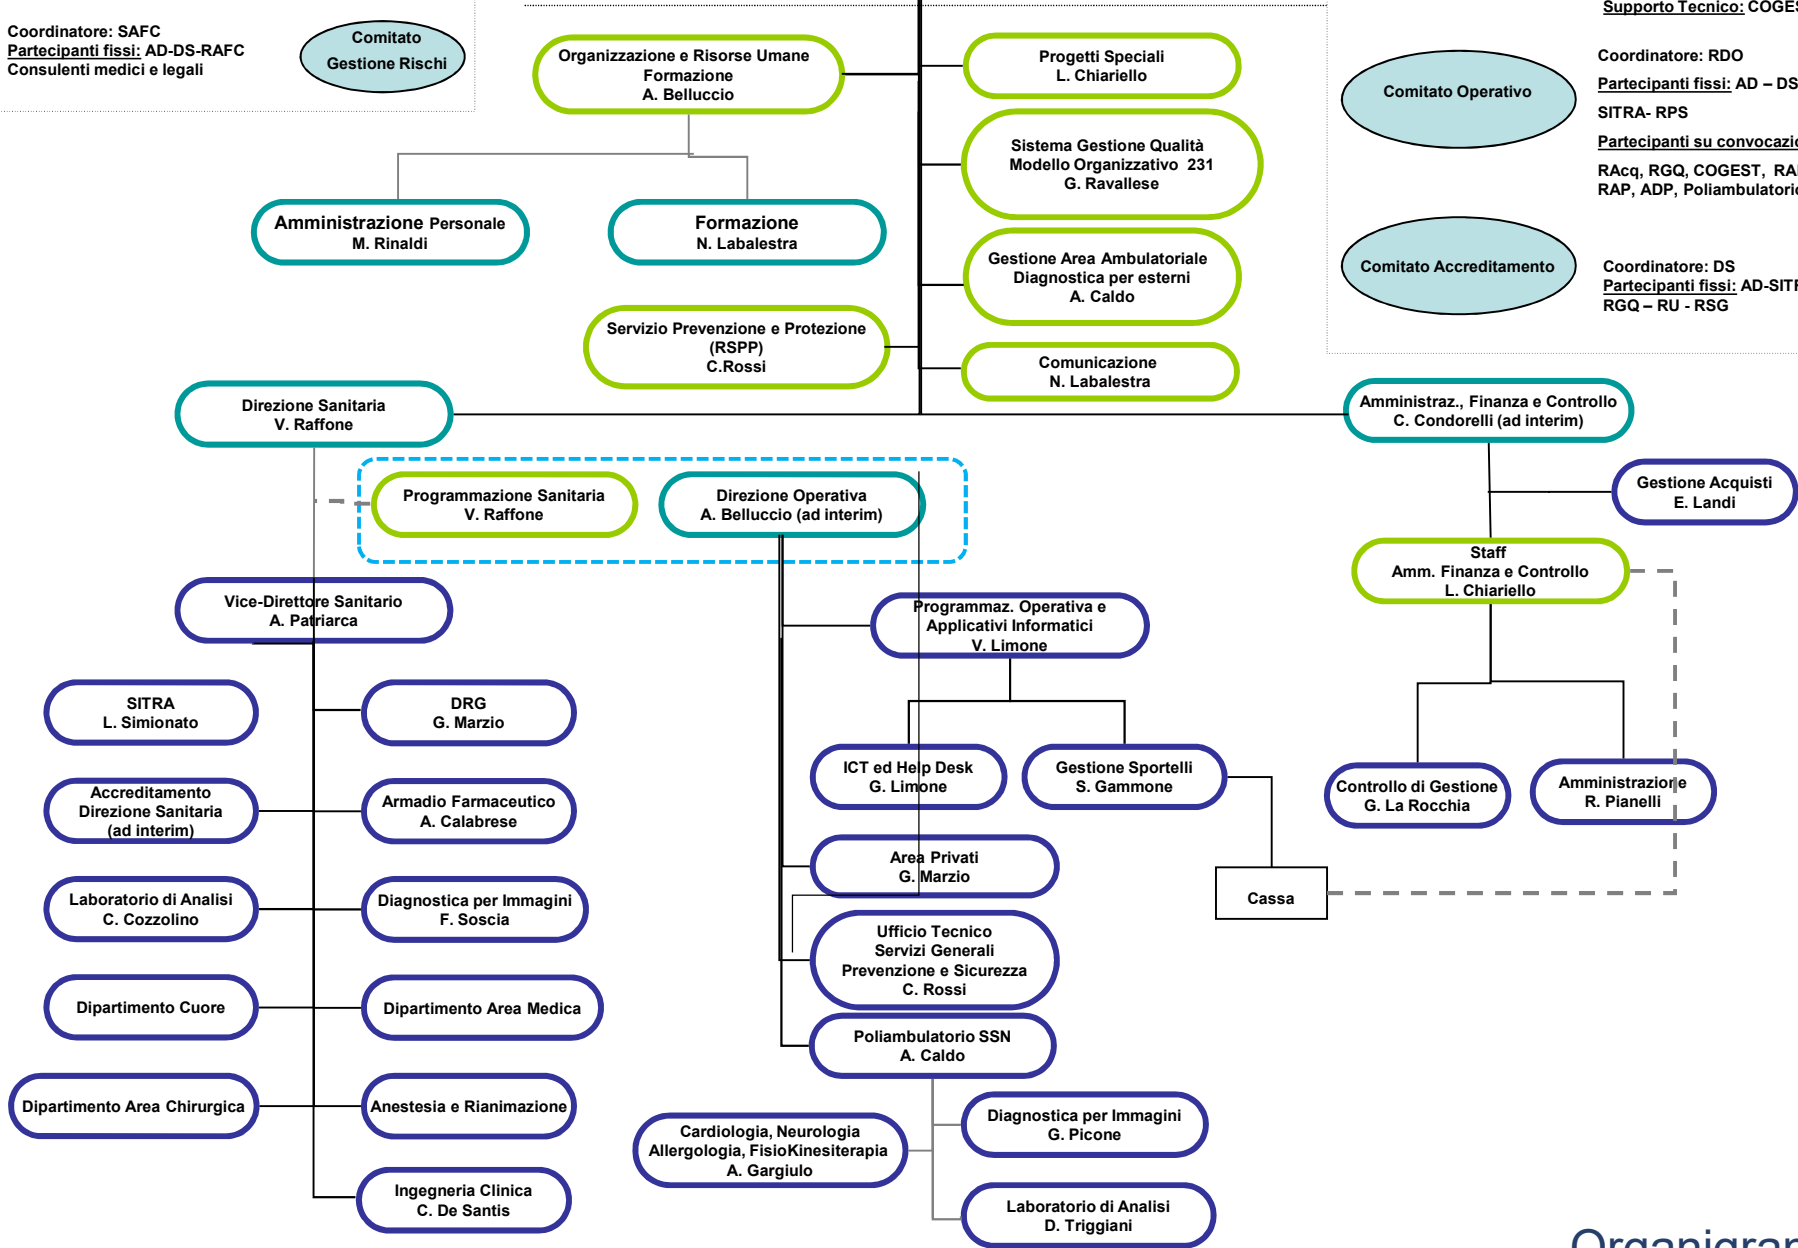 Coordinatore: SAFC
Partecipanti fissi: AD-DS-RAFC
Consulenti medici e legali
Comitato
Gestione Rischi
Organizzazione e Risorse Umane
Formazione
A. Belluccio
Progetti Speciali
L. Chiariello
Supporto Tecnico:
Comitato Operativo
Coordinatore: RDO
Partecipanti fissi: AD – DS
SITRA- RPS
Partecipanti su
RAcq, RGQ, COGEST,
RAP, ADP,
Sistema Gestione Qualità
Modello Organizzativo 231
G. Ravallese
Amministrazione Personale
M. Rinaldi
Formazione
N. Labalestra
Gestione Area Ambulatoriale
Diagnostica per esterni
A. Caldo
Comitato Accreditamento
Coordinatore: DS
Partecipanti fissi:
RGQ – RU - RSG
Servizio Prevenzione e Protezione
(RSPP)
C.Rossi
Comunicazione
N. Labalestra
Direzione Sanitaria
V. Raffone
Amministraz., Finanza e Controllo
C. Condorelli (ad interim)
Programmazione Sanitaria
V. Raffone
Direzione Operativa
A. Belluccio (ad interim)
Gestione Acquisti
E. Landi
Staff
Amm. Finanza e Controllo
L. Chiariello
Vice-Direttore Sanitario
A. Patriarca
Programmaz. Operativa e
Applicativi Informatici
V. Limone
SITRA
L. Simionato
DRG
G. Marzio
ICT ed Help Desk
G. Limone
Gestione Sportelli
S. Gammone
Controllo di Gestione
G. La Rocchia
Amministrazione
R. Pianelli
Accreditamento
Direzione Sanitaria
(ad interim)
Armadio Farmaceutico
A. Calabrese
Area Privati
G. Marzio
Cassa
Laboratorio di Analisi
C. Cozzolino
Diagnostica per Immagini
F. Soscia
Ufficio Tecnico
Servizi Generali
Prevenzione e Sicurezza
C. Rossi
Dipartimento Cuore
Dipartimento Area Medica
Poliambulatorio SSN
A. Caldo
Dipartimento Area Chirurgica
Anestesia e Rianimazione
Cardiologia, Neurologia
Allergologia, FisioKinesiterapia
A. Gargiulo
Diagnostica per Immagini
G. Picone
Ingegneria Clinica
C. De Santis
Laboratorio di Analisi
D. Triggiani